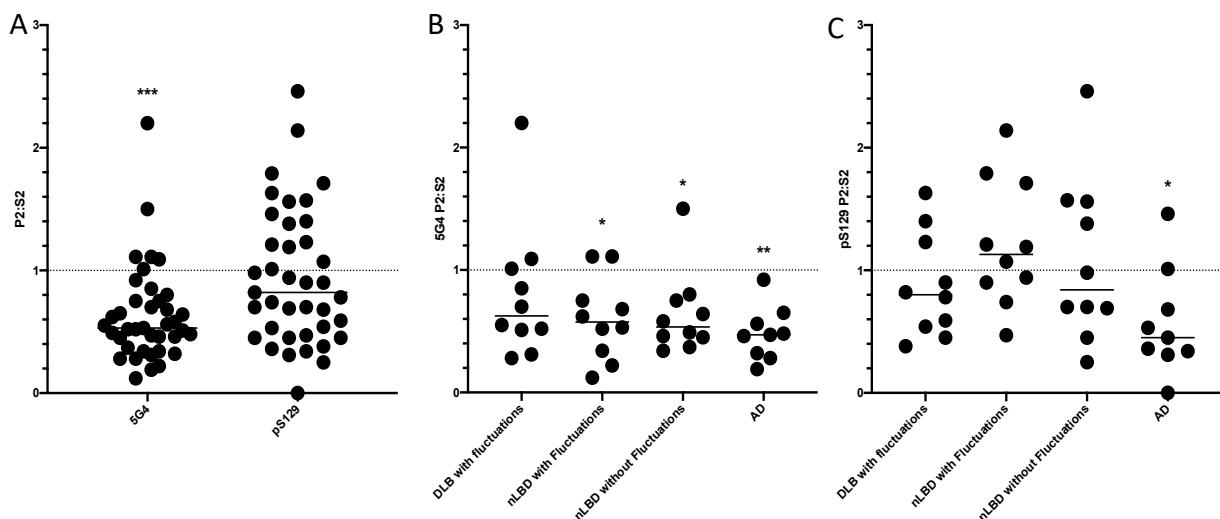 A
3
2
1
0
P2:S2
***
5G4
pS129
B
3
2
1
0
5G4 P2:S2
*
*
**
DLB with fluctuations
nLBD with Fluctuations
nLBD without Fluctuations
AD
C
3
2
1
0
pS129 P2:S2
*
DLB with fluctuations
nLBD with Fluctuations
nLBD without Fluctuations
AD